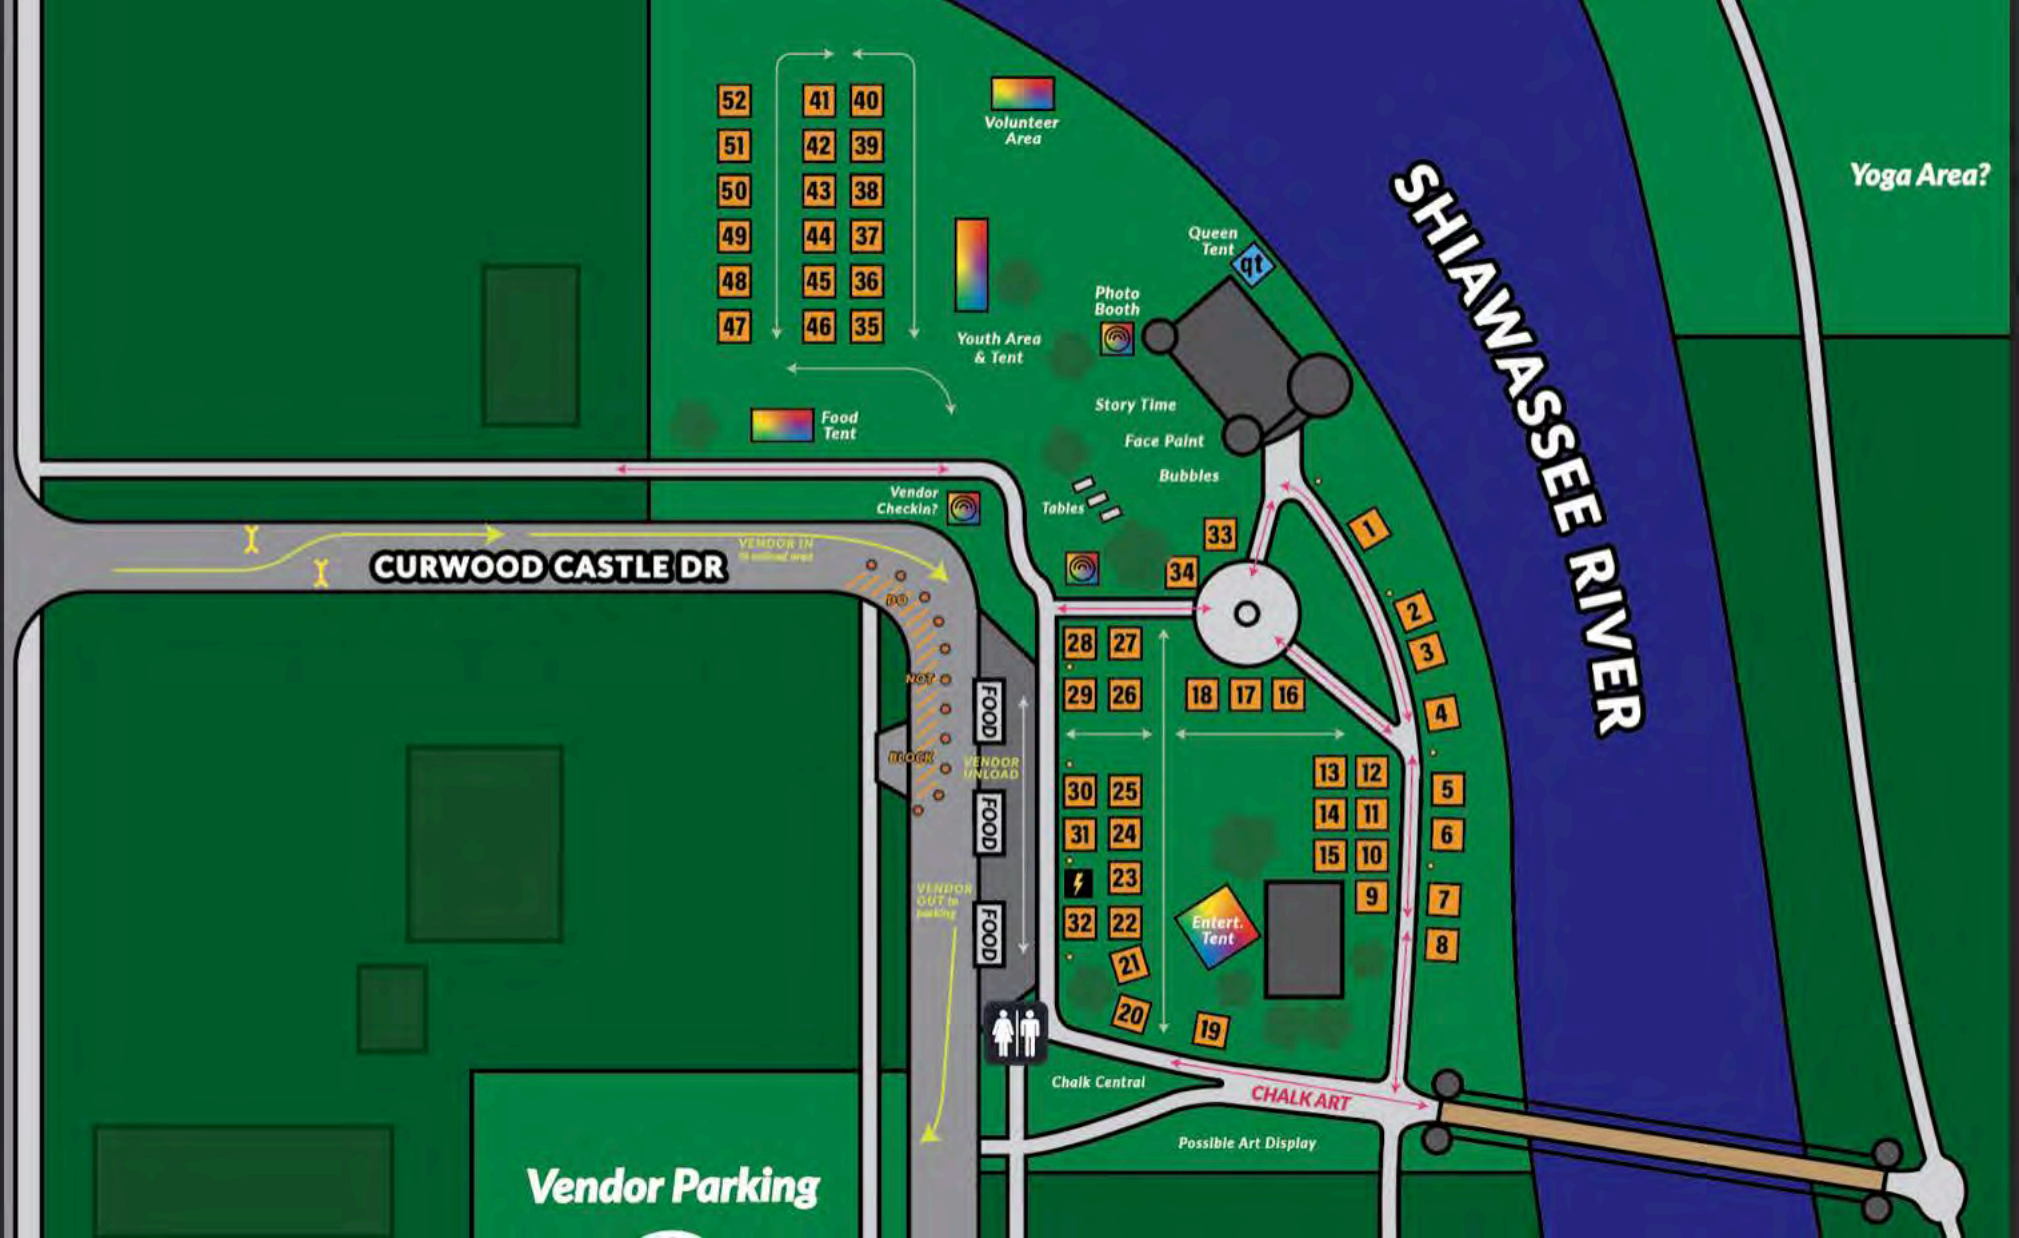 52 41 40
51 42 39
50 43 38
49 44 37
48 45 36
47 46 35
Volunteer
Area
Youth Area
& Tent
Food
Tent
Queen
Tent
qt
Photo
Booth
Story Time
Face Paint
Bubbles
Tables
Vendor
Checkin?
SHIAWASSEE RIVER
Yoga Area?
CURWOOD CASTLE DR
VENDOR IN
to unload area
DO
NOT
BLOCK
FOOD
VENDOR
UNLOAD
FOOD
FOOD
VENDOR
OUT to
parking
33
34
1
2
3
4
5
6
7
8
28 27
29 26
18 17 16
30 25
31 24
23
32 22
21
20
19
13 12
14 11
15 10
9
Entert.
Tent
Chalk Central
CHALK ART
Possible Art Display
Vendor Parking